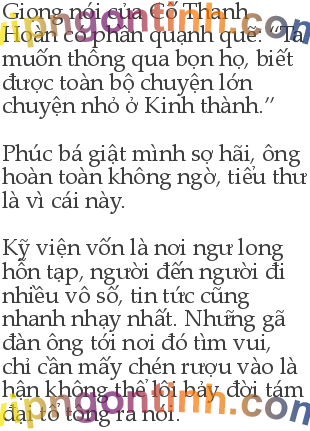 Giọng nói của Cố Thanh
Hoan có phần quạnh quẽ: “Ta
muốn thông qua bọn họ, biết
được toàn bộ chuyện lớn
chuyện nhỏ ở Kinh thành.”
Phúc bá giật mình sợ hãi, ông
hoàn toàn không ngờ, tiểu thư
là vì cái này.
Kỹ viện vốn là nơi ngư long
hỗn tạp, người đến người đi
nhiều vô số, tin tức cũng
nhanh nhạy nhất. Những gã
đàn ông tới nơi đó tìm vui,
chỉ cần mấy chén rượu vào là
hận không thể lôi bảy đời tám
đại tổ tông ra nói.
vipngontinh.com
vipngontinh.com